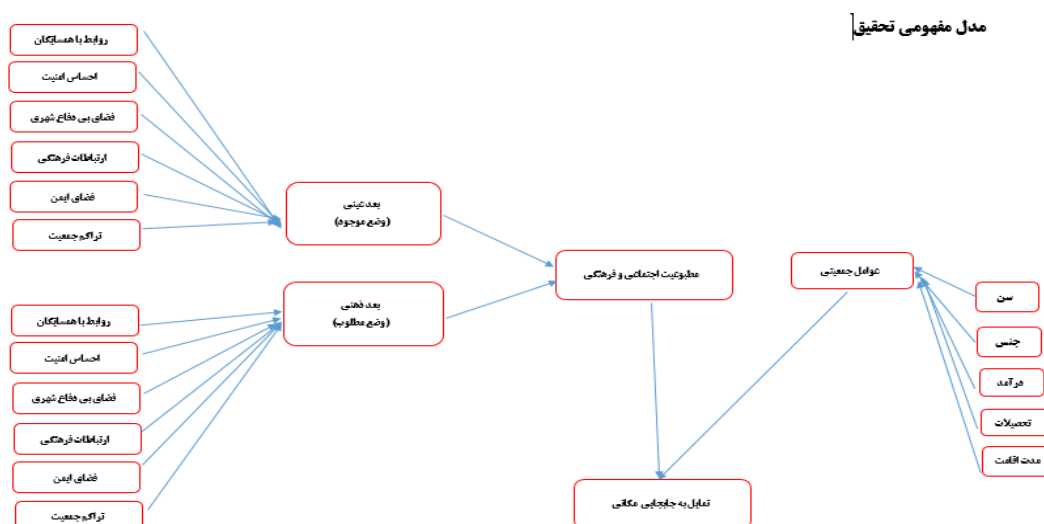 مدل مفهومی تحقیق
روابط با همسایگان
احساس امنیت
فضای بی دفاع شهری
ارتباطات فرهنگی
فضای ایمن
تراکم جمعیت
بعد عینی
(وضع موجود)
بعد ذهنی
(وضع مطلوب)
روابط با همسایگان
احساس امنیت
فضای بی دفاع شهری
ارتباطات فرهنگی
فضای ایمن
تراکم جمعیت
مطبوعیت اجتماعی و فرهنگی
عوامل جمعیتی
سن
جنس
درآمد
تحصیلات
مدت اقامت
تمایل به جابجایی مکانی